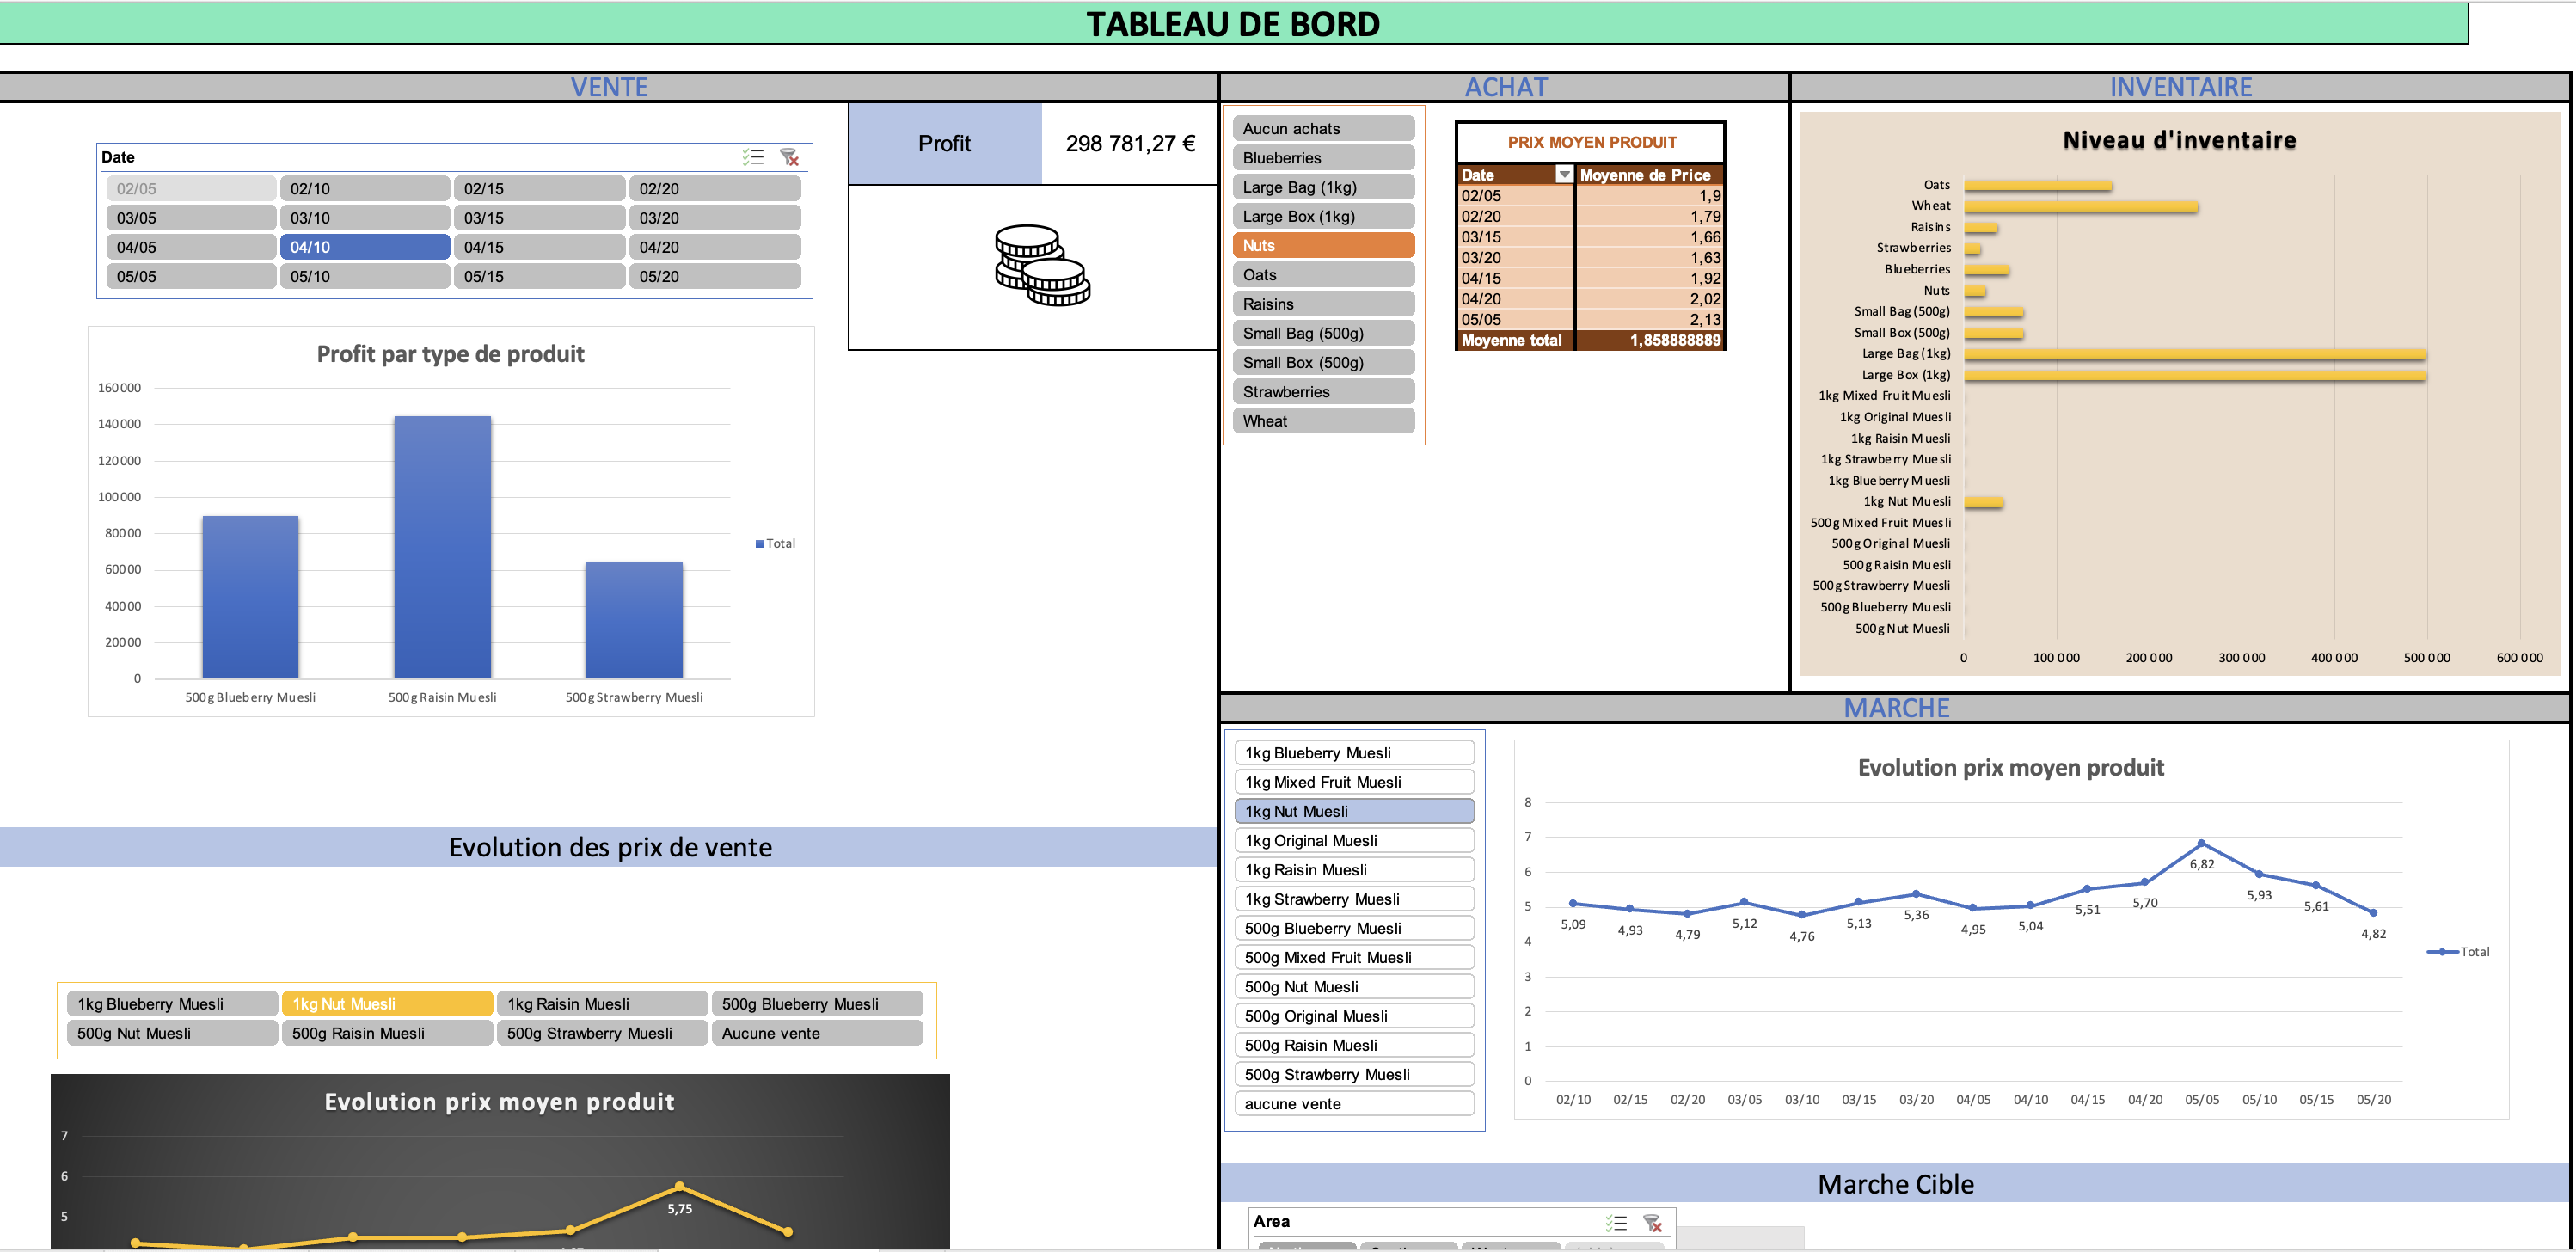 TABLEAU DE BORD
VENTE
Date
02/05 02/10 02/15 02/20
03/05 03/10 03/15 03/20
04/05 04/10 04/15 04/20
05/05 05/10 05/15 05/20
Profit 298 781,27 €
Profit par type de produit
160000
140000
120000
100000
80000
60000
40000
20000
0
500g Blueberry Muesli 500g Raisin Muesli 500g Strawberry Muesli
Total
Evolution des prix de vente
1kg Blueberry Muesli 1kg Nut Muesli 1kg Raisin Muesli 500g Blueberry Muesli
500g Nut Muesli 500g Raisin Muesli 500g Strawberry Muesli Aucune vente
Evolution prix moyen produit
7
6
5
5,75
ACHAT
Aucun achats
Blueberries
Large Bag (1kg)
Large Box (1kg)
Nuts
Oats
Raisins
Small Bag (500g)
Small Box (500g)
Strawberries
Wheat
PRIX MOYEN PRODUIT
Date Moyenne de Price
02/05 1,9
02/20 1,79
03/15 1,66
03/20 1,63
04/15 1,92
04/20 2,02
05/05 2,13
Moyenne total 1,858888889
INVENTAIRE
Niveau d'inventaire
Oats
Wheat
Raisins
Strawberries
Blueberries
Nuts
Small Bag (500g)
Small Box (500g)
Large Bag (1kg)
Large Box (1kg)
1kg Mixed Fruit Muesli
1kg Original Muesli
1kg Raisin Muesli
1kg Strawberry Muesli
1kg Blueberry Muesli
1kg Nut Muesli
500g Mixed Fruit Muesli
500g Original Muesli
500g Raisin Muesli
500g Strawberry Muesli
500g Blueberry Muesli
500g Nut Muesli
0 100 000 200 000 300 000 400 000 500 000 600 000
MARCHE
1kg Blueberry Muesli
1kg Mixed Fruit Muesli
1kg Nut Muesli
1kg Original Muesli
1kg Raisin Muesli
1kg Strawberry Muesli
500g Blueberry Muesli
500g Mixed Fruit Muesli
500g Nut Muesli
500g Original Muesli
500g Raisin Muesli
500g Strawberry Muesli
aucune vente
Evolution prix moyen produit
8
7
6
5
4
3
2
1
0
5,09 4,93 4,79 5,12 4,76 5,13 5,36 4,95 5,04 5,51 5,70 6,82 5,93 5,61 4,82
02/10 02/15 02/20 03/05 03/10 03/15 03/20 04/05 04/10 04/15 04/20 05/05 05/10 05/15 05/20
Total
Marche Cible
Area